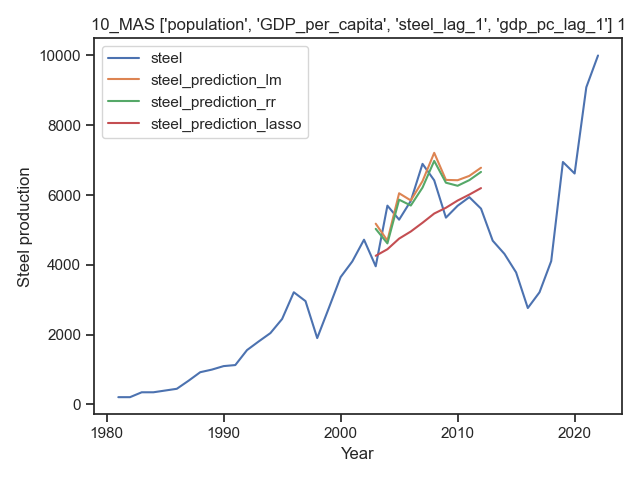 10_MAS ['population', 'GDP_per_capita', 'steel_lag_1', 'gdp_pc_lag_1'] 1
steel
steel_prediction_lm
steel_prediction_rr
steel_prediction_lasso
Steel production
10000
8000
6000
4000
2000
0
1980
1990
2000
2010
2020
Year